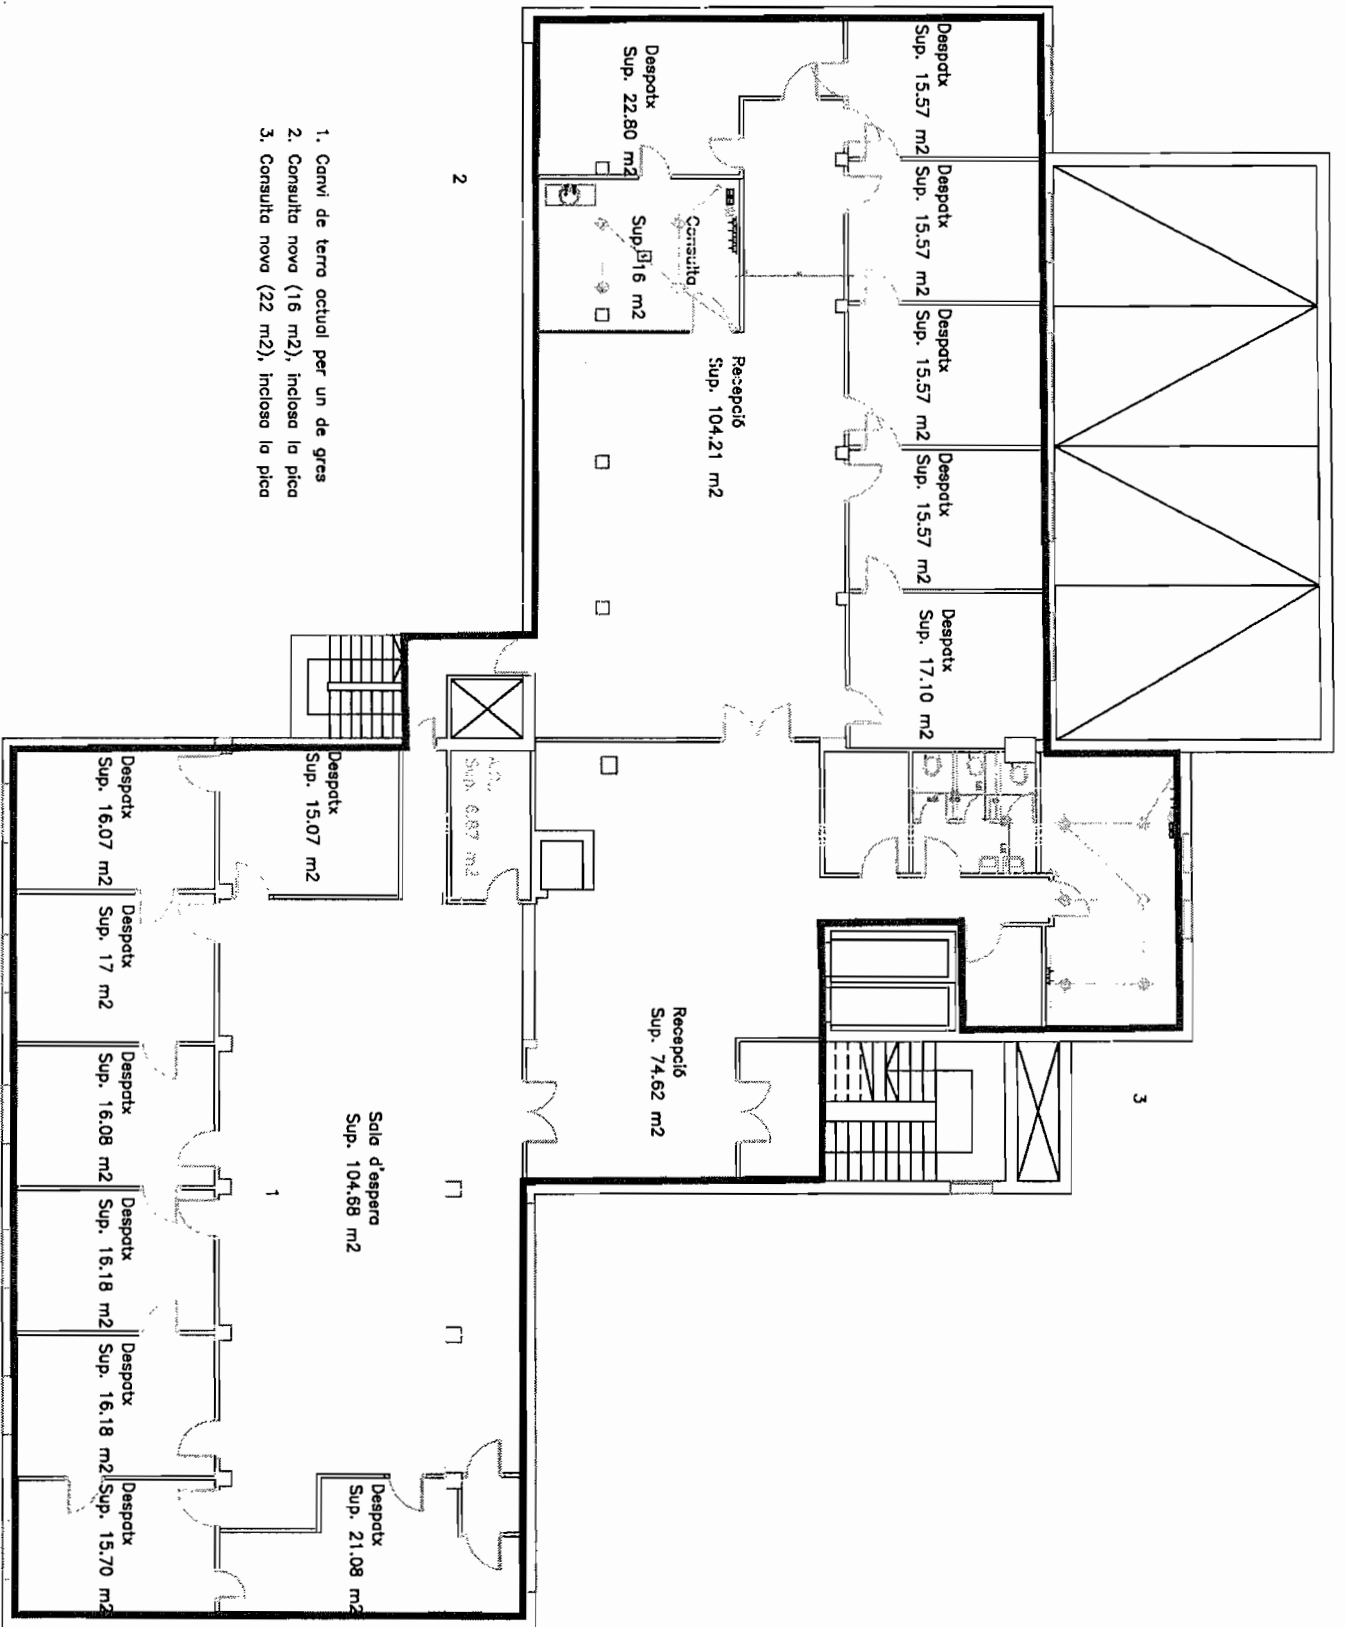 Despatx
Sup. 15.57 m2
Despatx
Sup. 15.57 m2
Despatx
Sup. 15.57 m2
Despatx
Sup. 15.57 m2
Despatx
Sup. 17.10 m2
Despatx
Sup. 22.80 m2
Consulta
Sup. 16 m2
Recepció
Sup. 104.21 m2
2
1. Canvi de terra actual per un de gres
2. Consulta nova (16 m2), inclosa la pica
3. Consulta nova (22 m2), inclosa la pica
3
Recepció
Sup. 74.62 m2
Sup. 6.87 m2
Despatx
Sup. 15.07 m2
Sala d'espera
Sup. 104.68 m2
1
Despatx
Sup. 21.08 m2
Despatx
Sup. 16.07 m2
Despatx
Sup. 17 m2
Despatx
Sup. 16.08 m2
Despatx
Sup. 16.18 m2
Despatx
Sup. 16.18 m2
Despatx
Sup. 15.70 m2